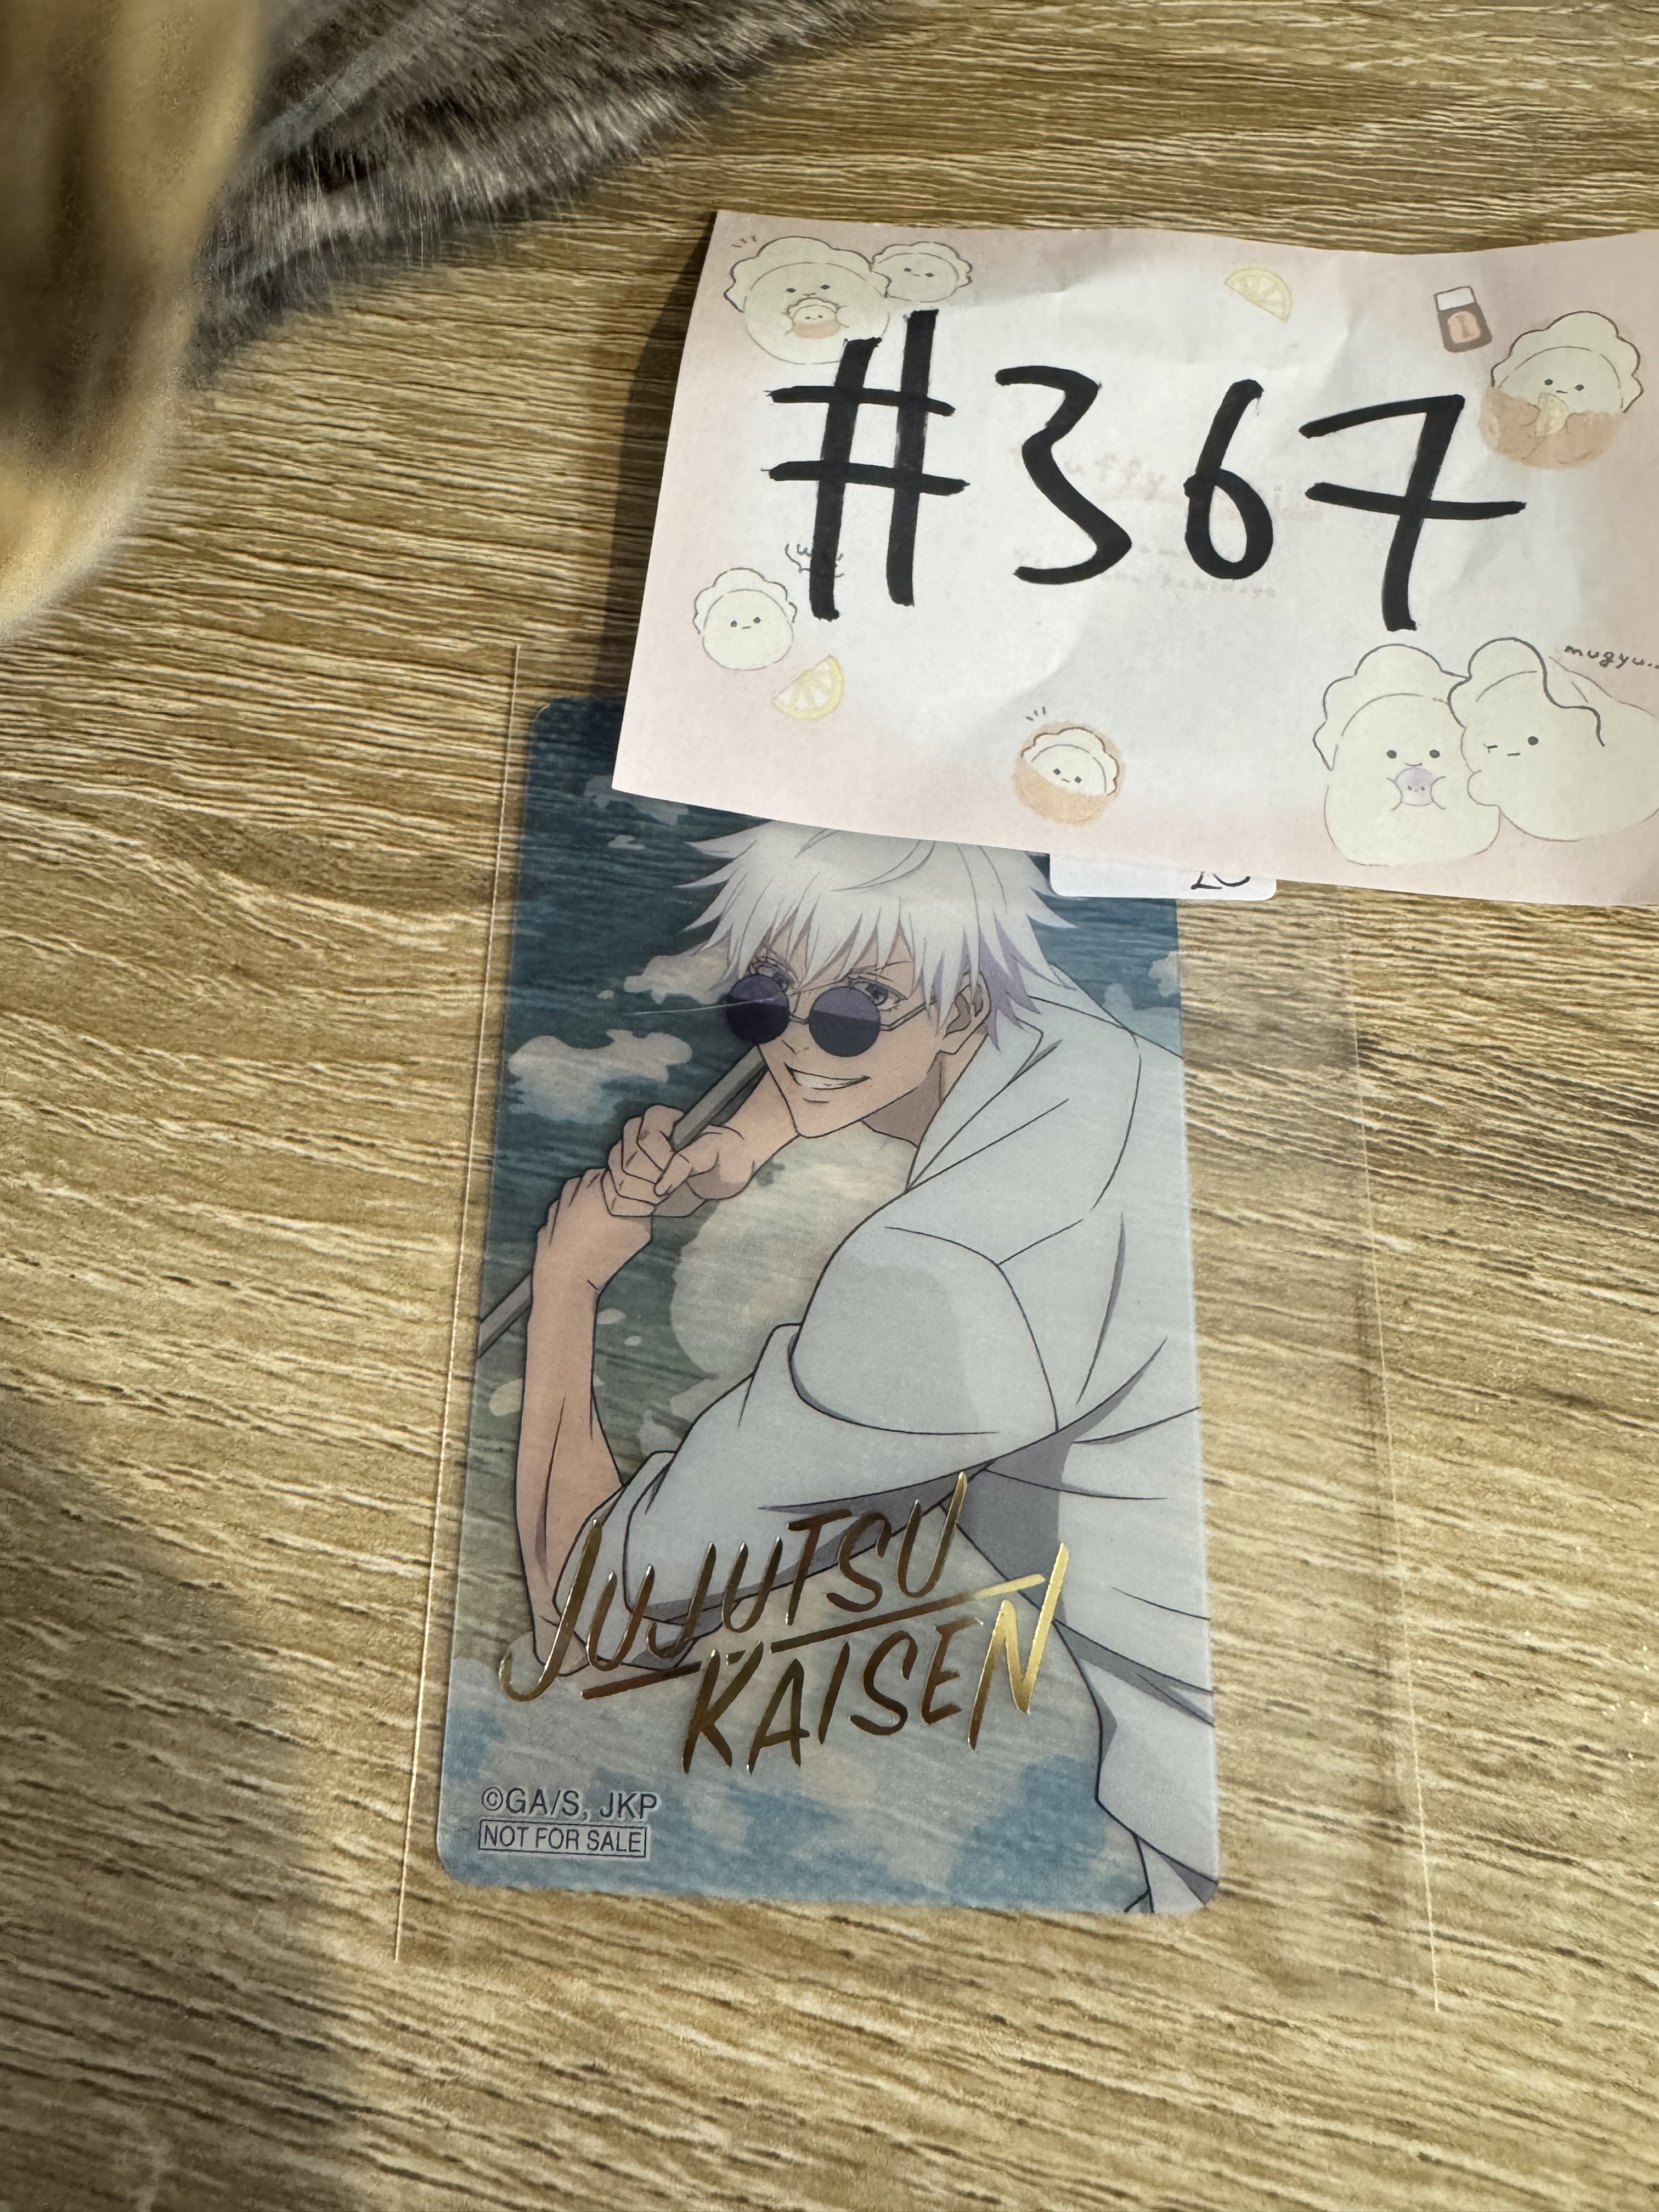 #367
mugyu...
JUJUTSU
KAISEN
©GA/S, JKP
NOT FOR SALE